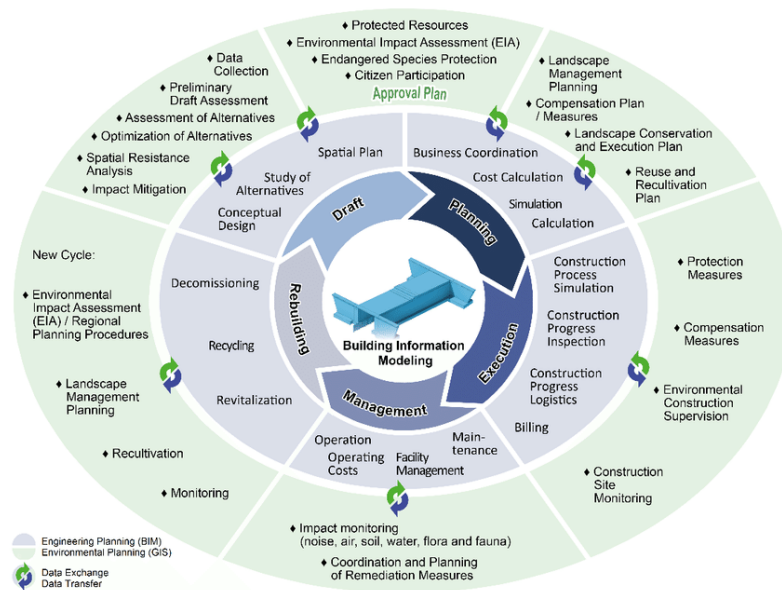 ♦ Protected Resources
♦ Environmental Impact Assessment (EIA)
♦ Endangered Species Protection
♦ Citizen Participation
Approval Plan
♦ Data
Collection
♦ Preliminary
Draft Assessment
♦ Assessment of Alternatives
♦ Optimization of Alternatives
♦ Spatial Resistance
Analysis
♦ Impact Mitigation
♦ Landscape
Management
Planning
♦ Compensation Plan
/ Measures
♦ Landscape Conservation
and Execution Plan
♦ Reuse and
Recultivation
Plan
Spatial Plan
Study of
Alternatives
Conceptual
Design
Business Coordination
Cost Calculation
Simulation
Calculation
Draft
Planning
Execution
Management
Rebuilding
Building Information
Modeling
New Cycle:
♦ Environmental
Impact Assessment
(EIA) / Regional
Planning Procedures
♦ Landscape
Management
Planning
♦ Recultivation
♦ Monitoring
Decomissioning
Recycling
Revitalization
Construction
Process
Simulation
Construction
Progress
Inspection
Construction
Progress
Logistics
Billing
♦ Protection
Measures
♦ Compensation
Measures
♦ Environmental
Construction
Supervision
♦ Construction
Site
Monitoring
Operation
Operating
Costs
Facility
Management
Main-
tenance
♦ Impact monitoring
(noise, air, soil, water, flora and fauna)
♦ Coordination and Planning
of Remediation Measures
Engineering Planning (BIM)
Environmental Planning (GIS)
Data Exchange
Data Transfer